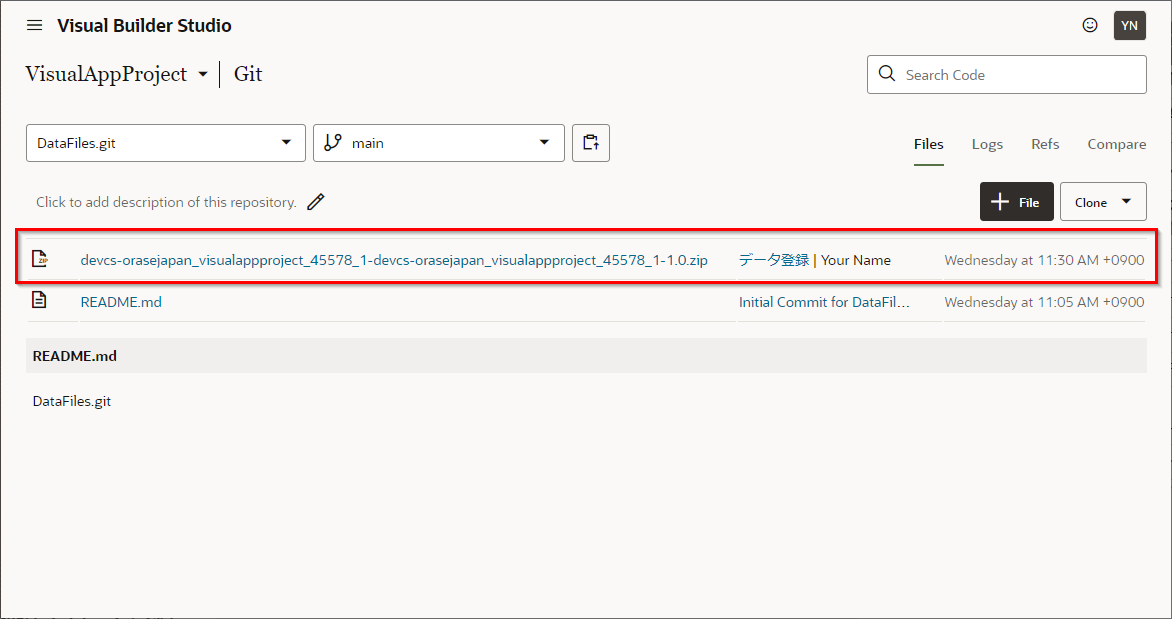 Visual Builder Studio
YN
VisualAppProject
Git
Search Code
DataFiles.git
main
Files
Logs
Refs
Compare
Click to add description of this repository.
File
Clone
ZIP
devcs-orasejapan_visualappproject_45578_1-devcs-orasejapan_visualappproject_45578_1-1.0.zip
データ登録 | Your Name
Wednesday at 11:30 AM +0900
README.md
Initial Commit for DataFil...
Wednesday at 11:05 AM +0900
README.md
DataFiles.git